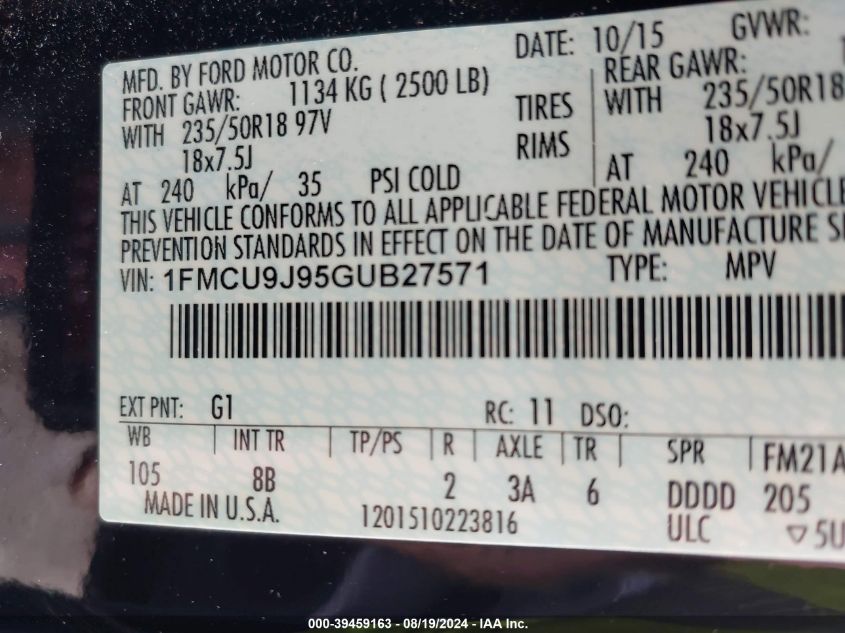 MFD. BY FORD MOTOR CO.
DATE: 10/15
GVWR:
FRONT GAWR: 1134 KG ( 2500 LB)
REAR GAWR:
WITH 235/50R18 97V
TIRES
WITH 235/50R18
18x7.5J
RIMS
18x7.5J
AT 240 kPa/ 35 PSI COLD
AT 240 kPa/
THIS VEHICLE CONFORMS TO ALL APPLICABLE FEDERAL MOTOR VEHICLE
PREVENTION STANDARDS IN EFFECT ON THE DATE OF MANUFACTURE
VIN: 1FMCU9J95GUB27571
TYPE: MPV
EXT PNT: G1
RC: 11 DSO:
WB INT TR TP/PS R AXLE TR SPR FM21A
105 8B 2 3A 6 DDDD 205
MADE IN U.S.A.
1201510223816
ULC ▽5U
000-39459163 - 08/19/2024 - IAA Inc.